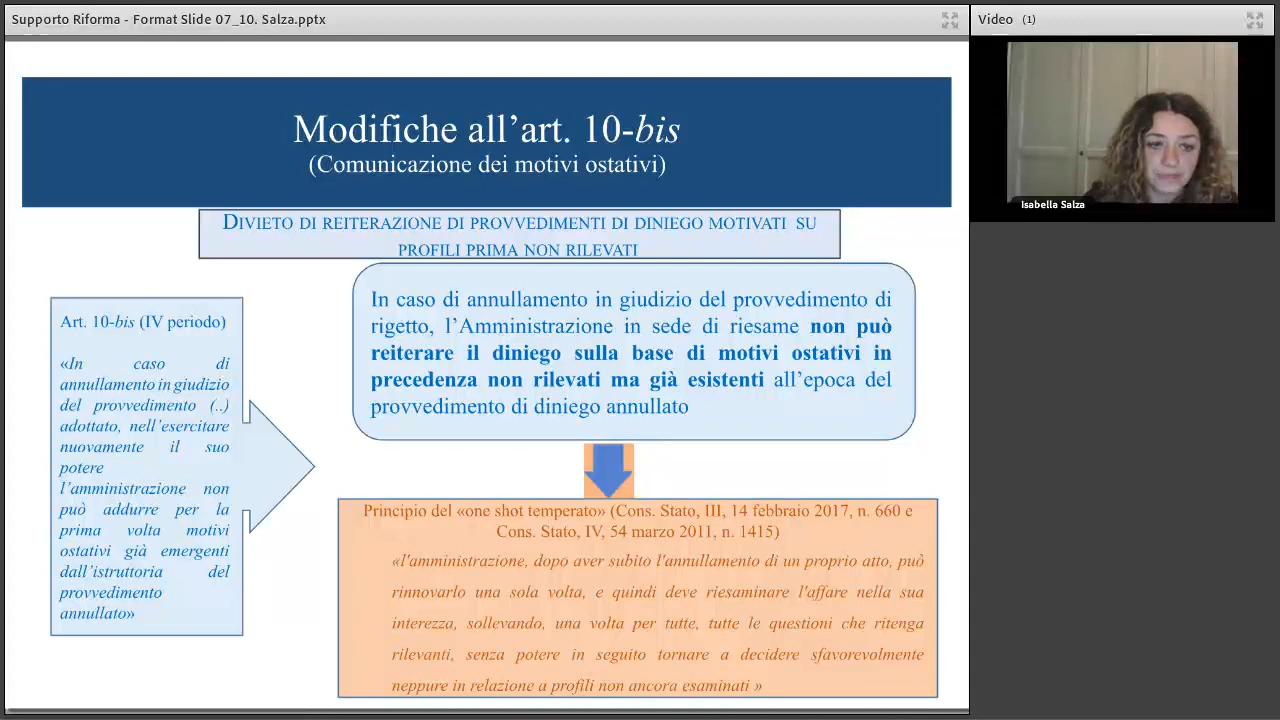 Supporto Riforma - Format Slide 07_10. Salza.pptx
Video (1)
Isabella Salza
Modifiche all’art. 10-bis
(Comunicazione dei motivi ostativi)
DIVIETO DI REITERAZIONE DI PROVVEDIMENTI DI DINIEGO MOTIVATI SU
PROFILI PRIMA NON RILEVATI
Art. 10-bis (IV periodo)
«In caso di
annullamento in giudizio
del provvedimento (..)
adottato, nell’esercitare
nuovamente il suo
potere
l’amministrazione non
può addurre per la
prima volta motivi
ostativi già emergenti
dall’istruttoria del
provvedimento
annullato»
In caso di annullamento in giudizio del provvedimento di
rigetto, l’Amministrazione in sede di riesame non può
reiterare il diniego sulla base di motivi ostativi in
precedenza non rilevati ma già esistenti all’epoca del
provvedimento di diniego annullato
Principio del «one shot temperato» (Cons. Stato, III, 14 febbraio 2017, n. 660 e
Cons. Stato, IV, 54 marzo 2011, n. 1415)
«l'amministrazione, dopo aver subito l'annullamento di un proprio atto, può
rinnovarlo una sola volta, e quindi deve riesaminare l'affare nella sua
interezza, sollevando, una volta per tutte, tutte le questioni che ritenga
rilevanti, senza potere in seguito tornare a decidere sfavorevolmente
neppure in relazione a profili non ancora esaminati »